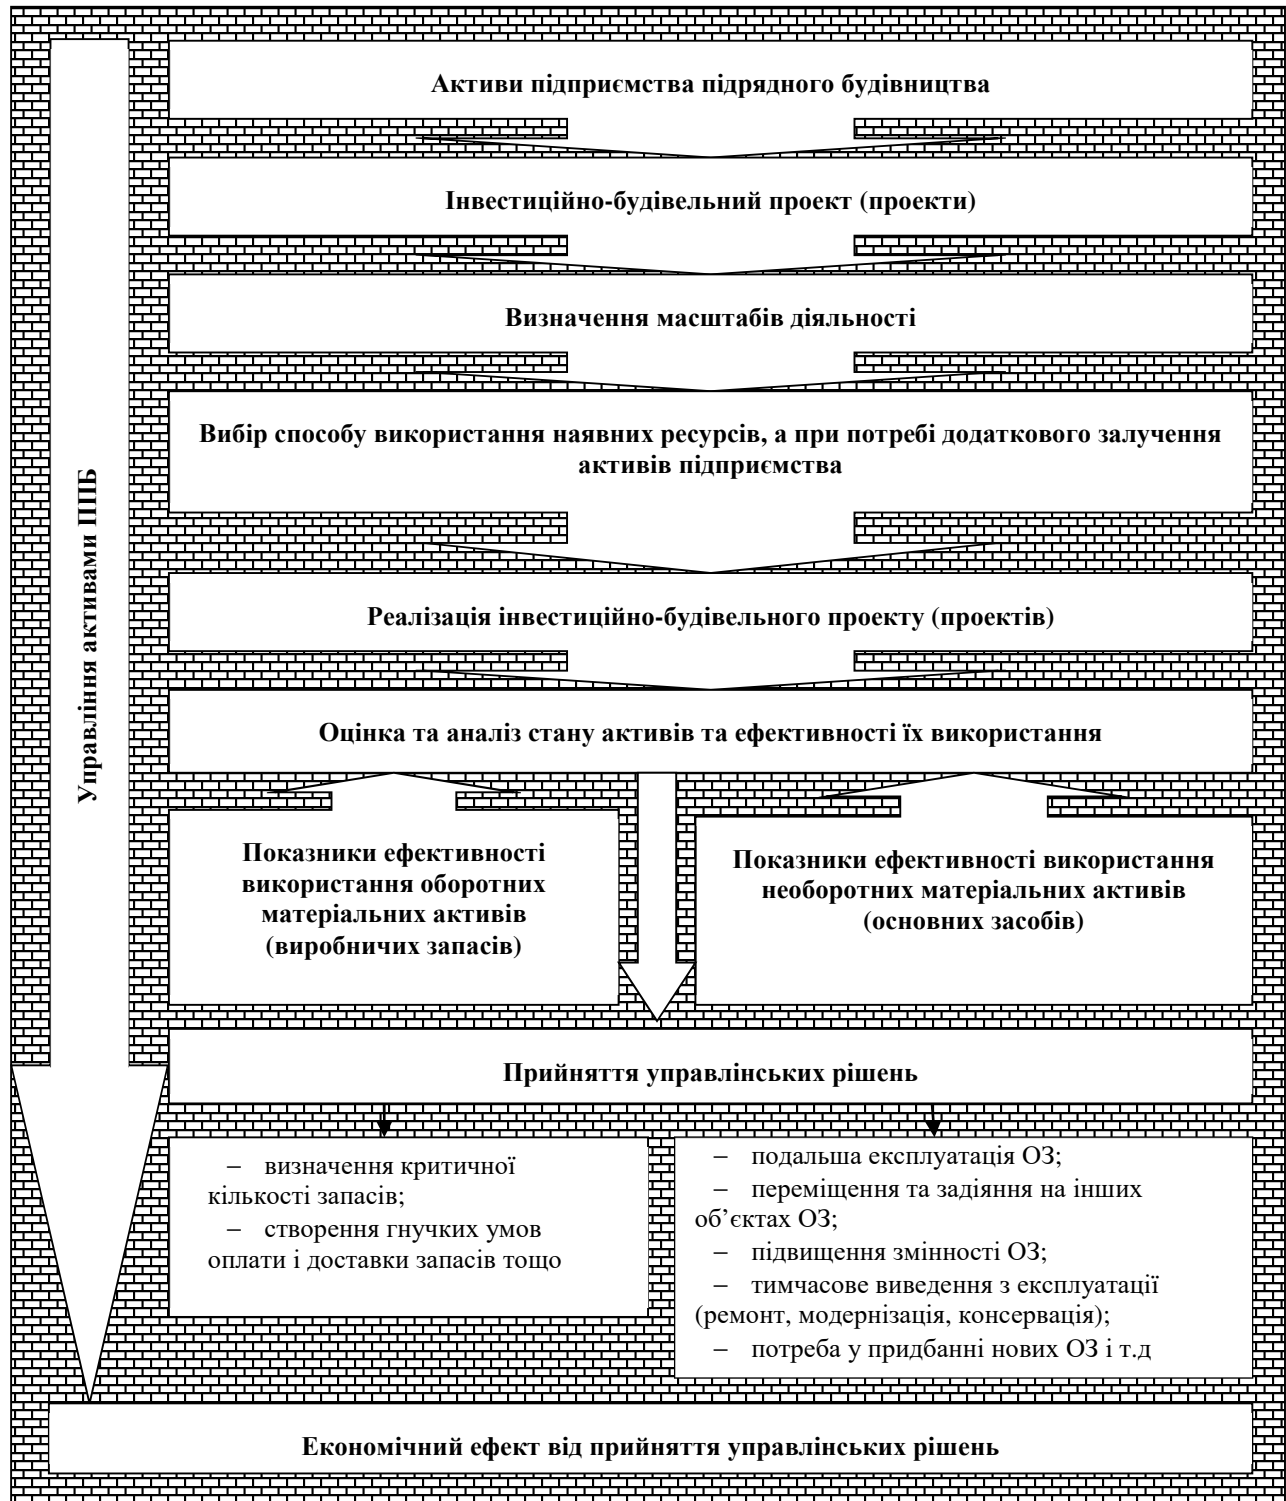 Активи підприємства підрядного будівництва
Інвестиційно-будівельний проект (проекти)
Визначення масштабів діяльності
Вибір способу використання наявних ресурсів, а при потребі додаткового залучення
активів підприємства
Управління активами ППБ
Реалізація інвестиційно-будівельного проекту (проектів)
Оцінка та аналіз стану активів та ефективності їх використання
Показники ефективності
використання оборотних
матеріальних активів
(виробничих запасів)
Показники ефективності використання
необоротних матеріальних активів
(основних засобів)
Прийняття управлінських рішень
– визначення критичної
кількості запасів;
– створення гнучких умов
оплати і доставки запасів тощо
– подальша експлуатація ОЗ;
– переміщення та задіяння на інших
об’єктах ОЗ;
– підвищення змінності ОЗ;
– тимчасове виведення з експлуатації
(ремонт, модернізація, консервація);
– потреба у придбанні нових ОЗ і т.д
Економічний ефект від прийняття управлінських рішень